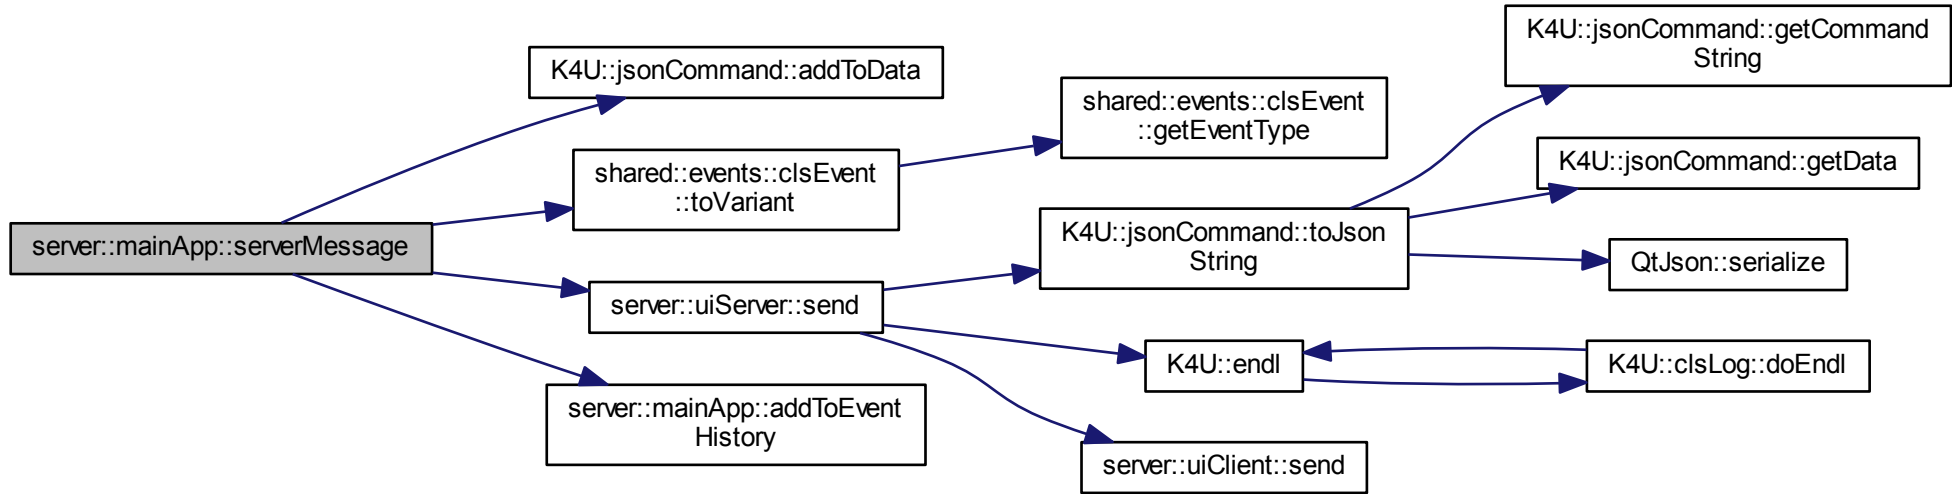 server::mainApp::serverMessage
K4U::jsonCommand::addToData
shared::events::clsEvent
::toVariant
server::uiServer::send
server::mainApp::addToEvent
History
shared::events::clsEvent
::getEventType
K4U::jsonCommand::toJson
String
K4U::endl
server::uiClient::send
K4U::jsonCommand::getCommand
String
K4U::jsonCommand::getData
QtJson::serialize
K4U::clsLog::doEndl